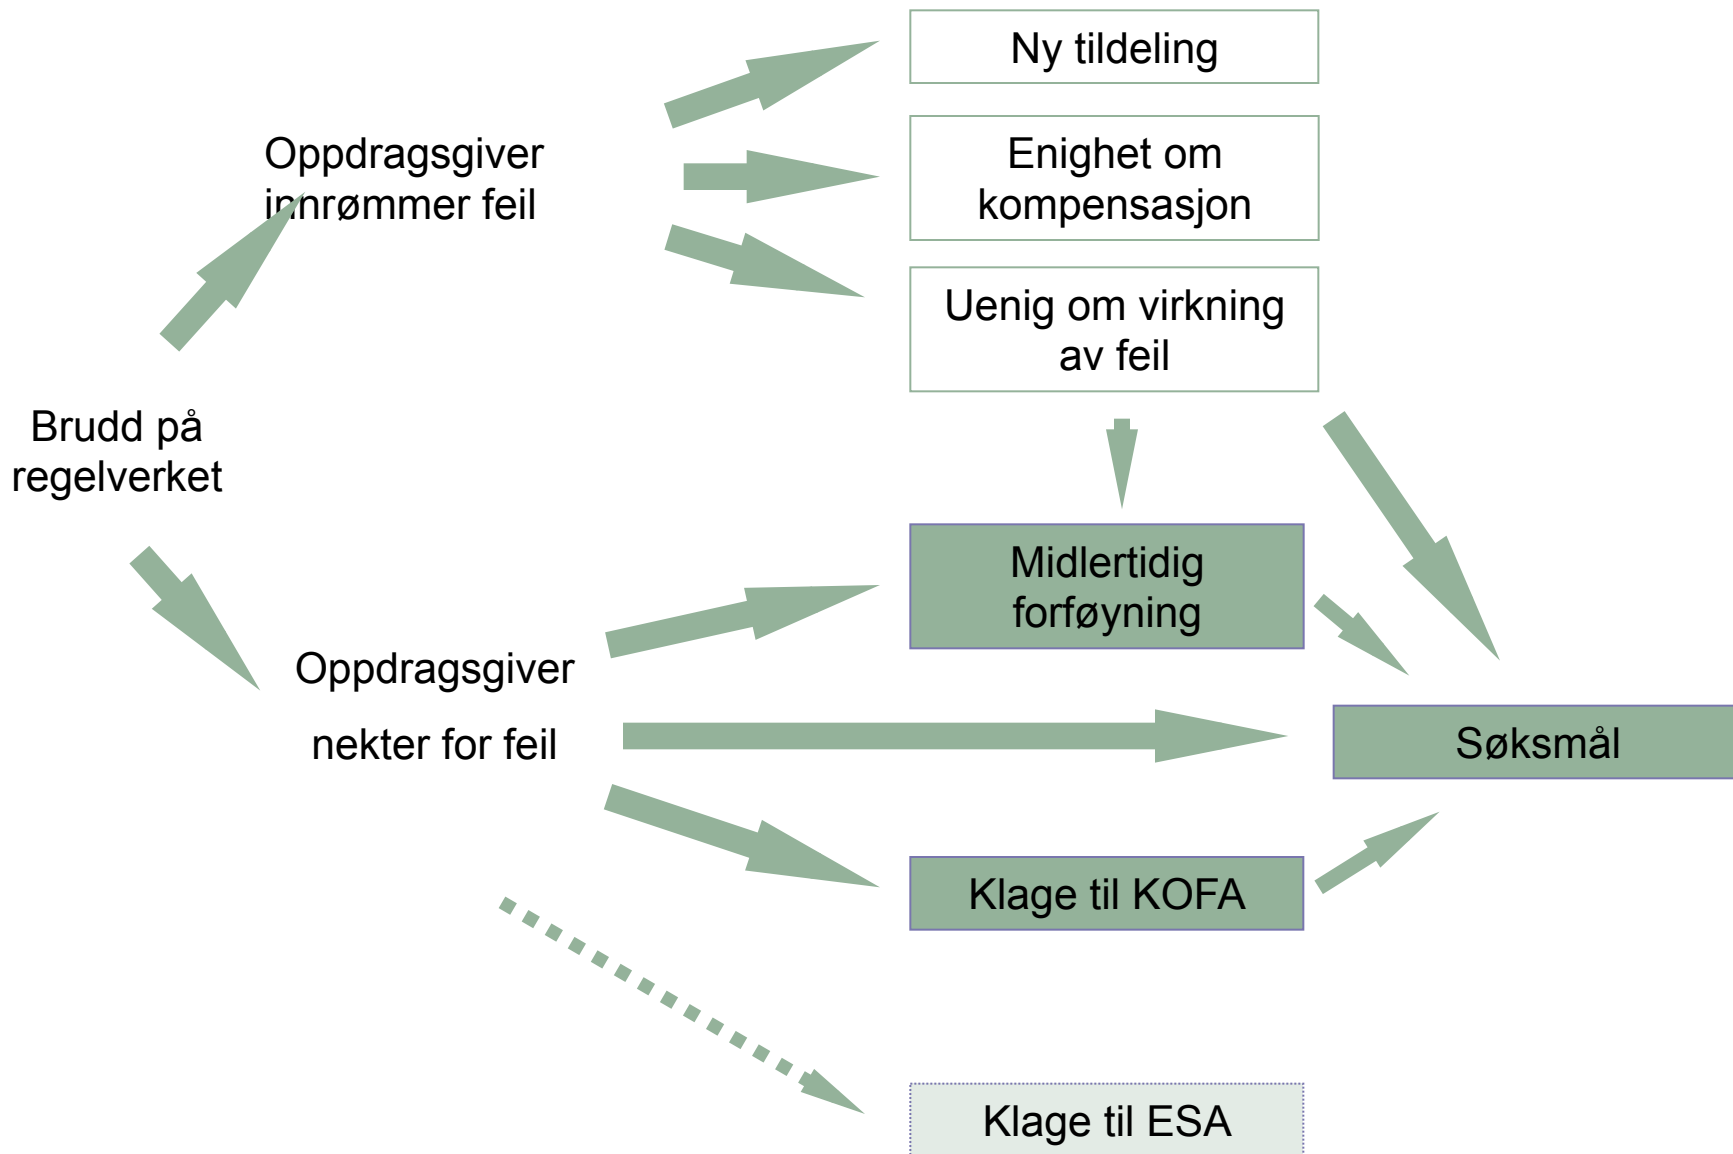 Ny tildeling
Oppdragsgiver
innrømmer feil
Enighet om
kompensasjon
Uenig om virkning
av feil
Brudd på
regelverket
Midlertidig
forføyning
Oppdragsgiver
nekter for feil
Søksmål
Klage til KOFA
Klage til ESA